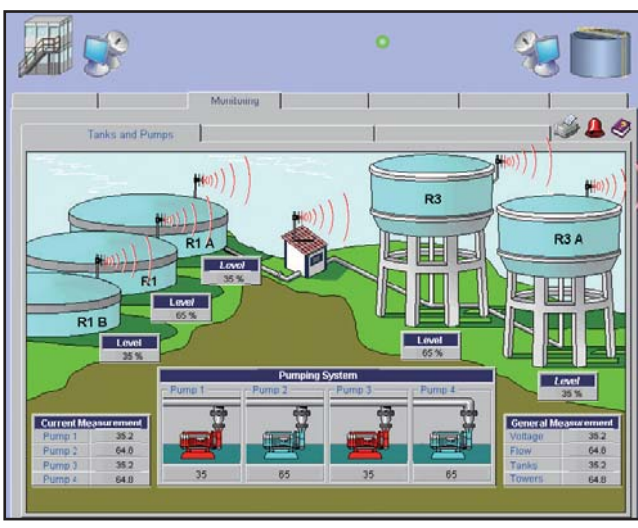 Monitoring
Tanks and Pumps
R1 A
R1
R1 B
R3
R3 A
Level
35 %
Level
65 %
Level
35 %
Level
65 %
Level
35 %
Pumping System
Pump 1 Pump 2 Pump 3 Pump 4
35 65 35 65
Current Measurement
Pump 1 35.2
Pump 2 64.8
Pump 3 35.2
Pump 4 64.8
General Measurement
Voltage 35.2
Flow 64.8
Tanks 35.2
Towers 64.8